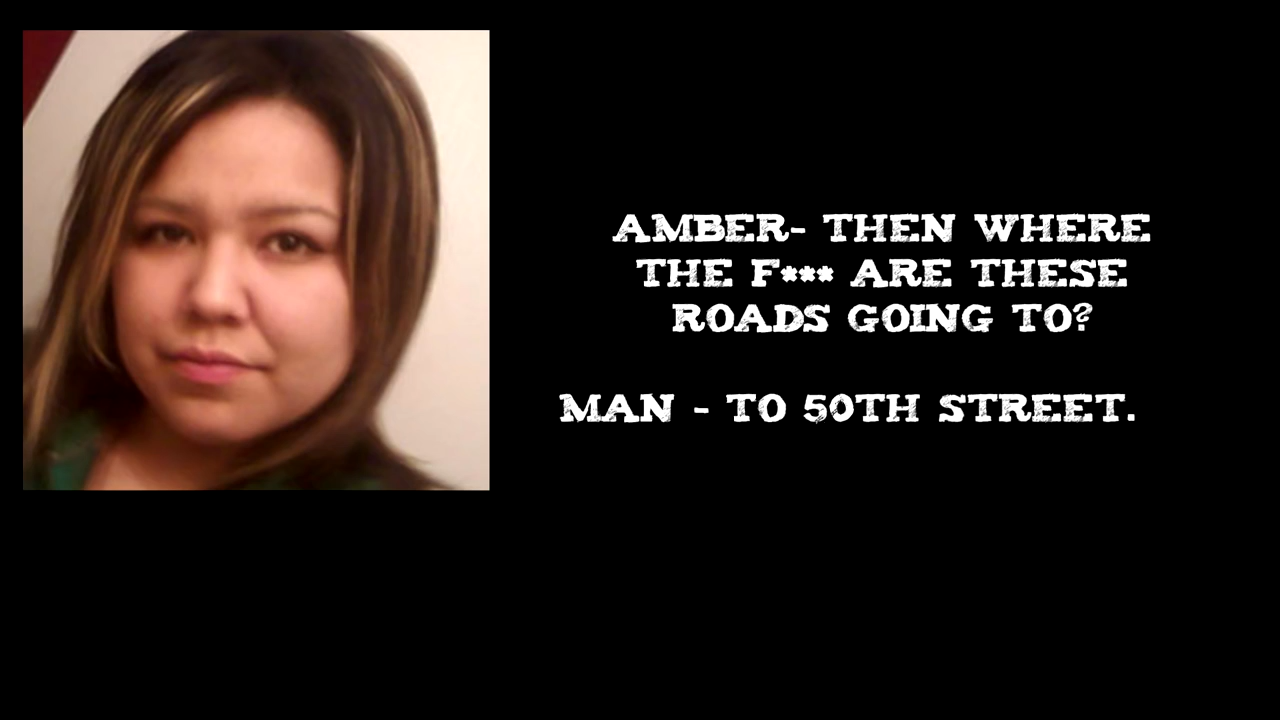 AMBER- THEN WHERE
THE F*** ARE THESE
ROADS GOING TO?
MAN - TO 50TH STREET.